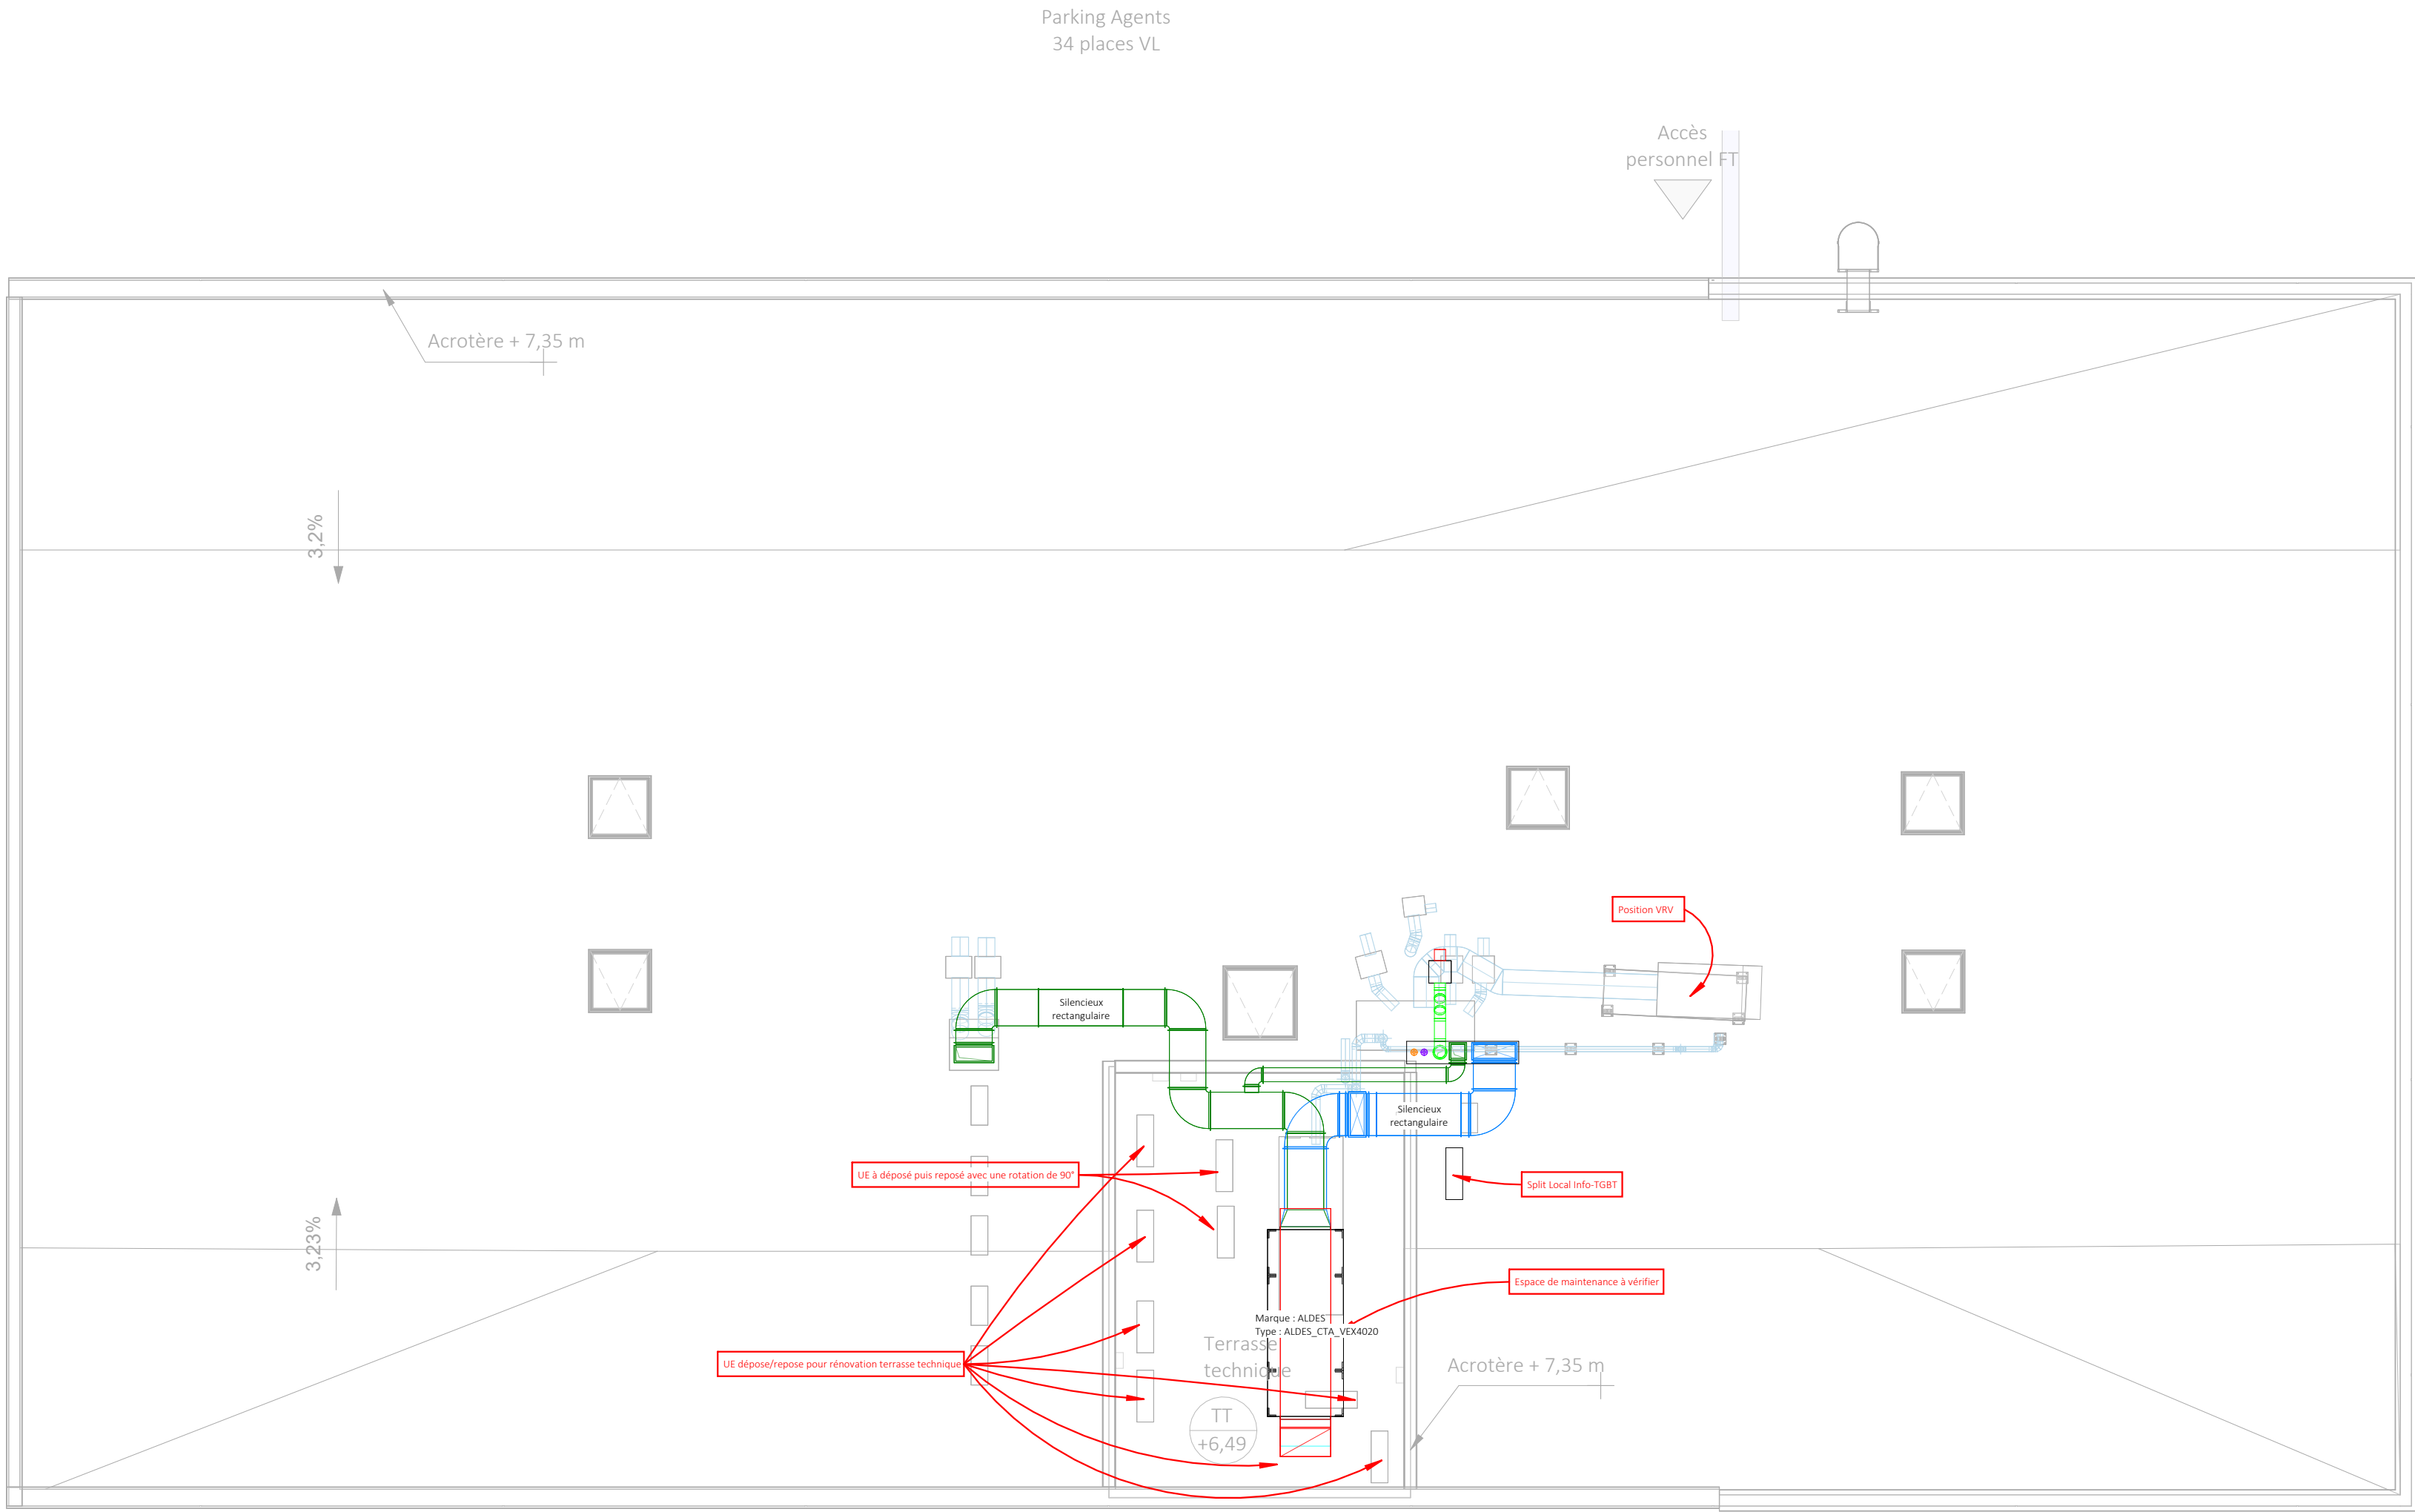 Parking Agents
34 places VL
Accès
personnel FT
Acrotère + 7,35 m
3,2%
Position VRV
Silencieux
rectangulaire
Silencieux
rectangulaire
UE à déposé puis reposé avec une rotation de 90°
Split Local Info-TGBT
3,23%
Espace de maintenance à vérifier
Marque : ALDES
Type : ALDES_CTA_VEX4020
Terrasse
technique
UE dépose/repose pour rénovation terrasse technique
Acrotère + 7,35 m
TT
+6,49